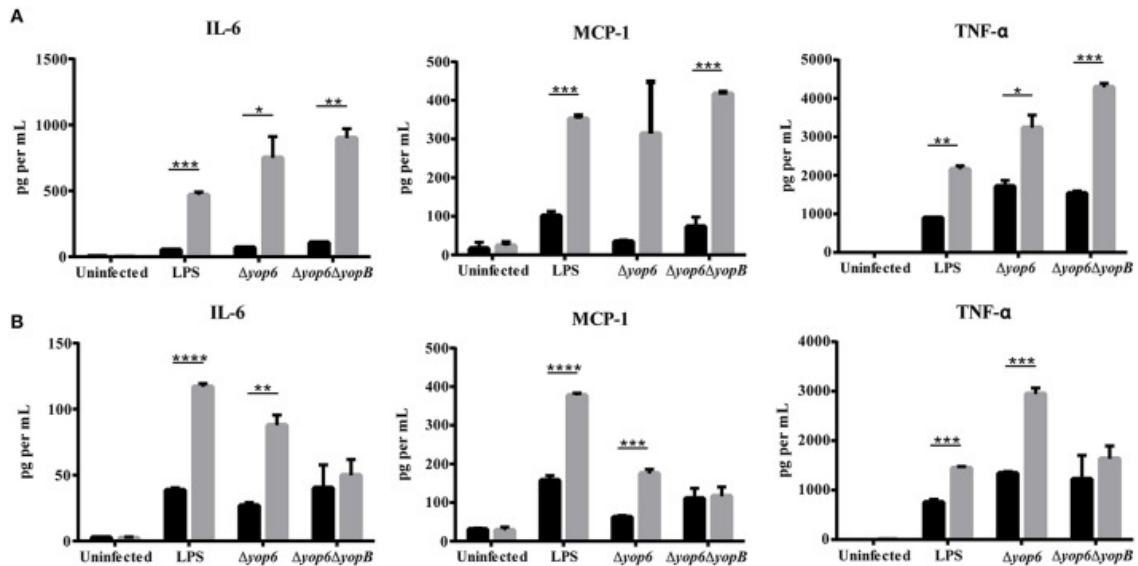 A
IL-6
pg per mL
1500
1000
500
0
***
*
**
Uninfected LPS Δyop6 Δyop6ΔyopB
MCP-1
pg per mL
500
400
300
200
100
0
***
***
Uninfected LPS Δyop6 Δyop6ΔyopB
TNF-α
pg per mL
5000
4000
3000
2000
1000
0
**
*
***
Uninfected LPS Δyop6 Δyop6ΔyopB
B
IL-6
pg per mL
150
100
50
0
****
**
Uninfected LPS Δyop6 Δyop6ΔyopB
MCP-1
pg per mL
500
400
300
200
100
0
****
***
Uninfected LPS Δyop6 Δyop6ΔyopB
TNF-α
pg per mL
4000
3000
2000
1000
0
***
***
Uninfected LPS Δyop6 Δyop6ΔyopB